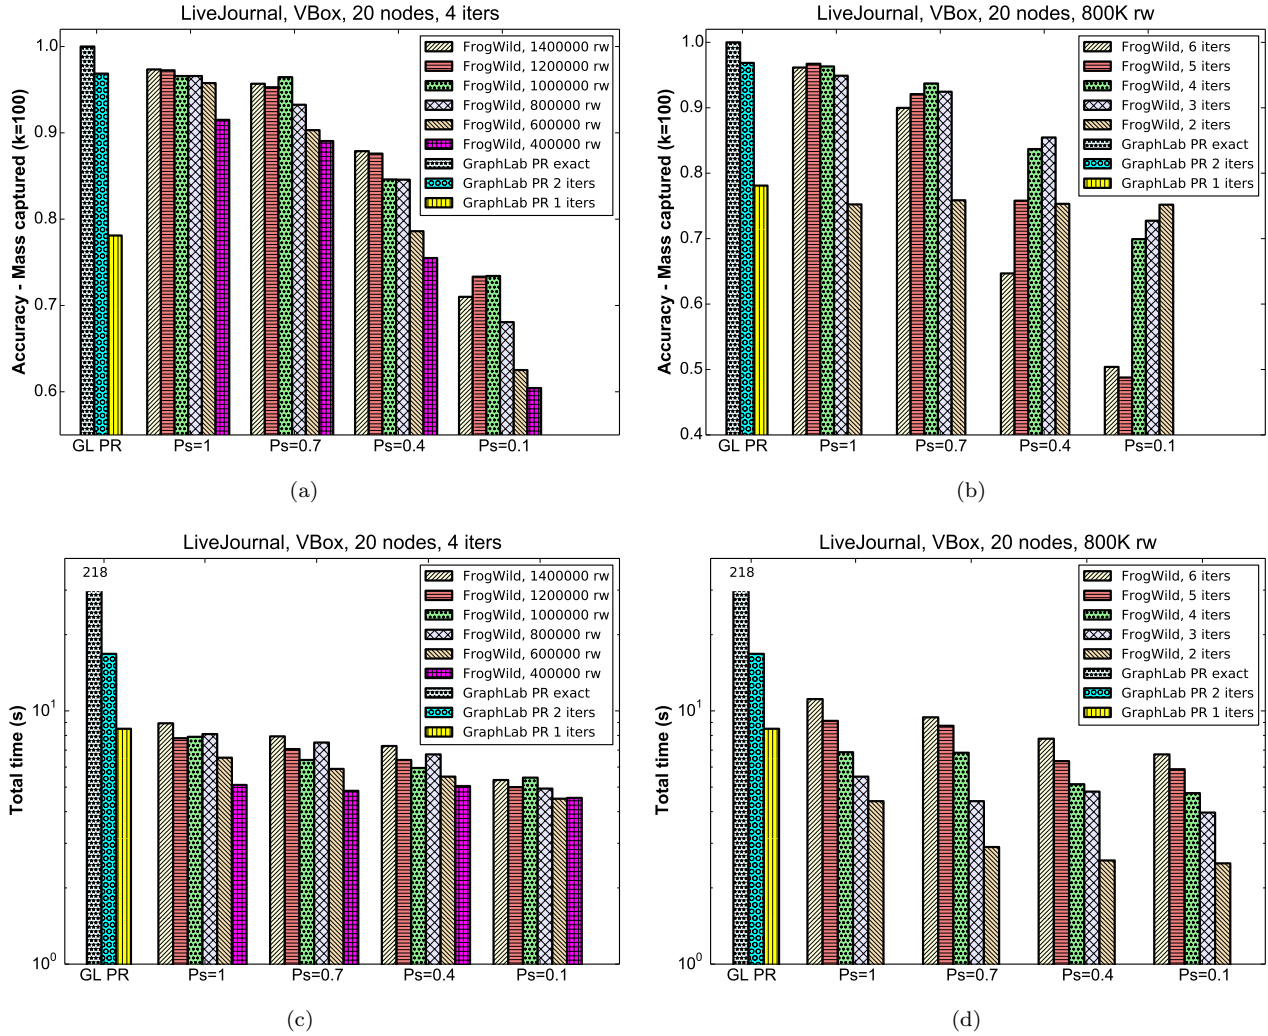 LiveJournal, VBox, 20 nodes, 4 iters
Accuracy - Mass captured (k=100)
1.0
0.9
0.8
0.7
0.6
FrogWild, 1400000 rw
FrogWild, 1200000 rw
FrogWild, 1000000 rw
FrogWild, 800000 rw
FrogWild, 600000 rw
FrogWild, 400000 rw
GraphLab PR exact
GraphLab PR 2 iters
GraphLab PR 1 iters
GL PR Ps=1 Ps=0.7 Ps=0.4 Ps=0.1
(a)
LiveJournal, VBox, 20 nodes, 800K rw
Accuracy - Mass captured (k=100)
1.0
0.9
0.8
0.7
0.6
0.5
0.4
FrogWild, 6 iters
FrogWild, 5 iters
FrogWild, 4 iters
FrogWild, 3 iters
FrogWild, 2 iters
GraphLab PR exact
GraphLab PR 2 iters
GraphLab PR 1 iters
GL PR Ps=1 Ps=0.7 Ps=0.4 Ps=0.1
(b)
LiveJournal, VBox, 20 nodes, 4 iters
Total time (s)
218
10¹
10⁰
FrogWild, 1400000 rw
FrogWild, 1200000 rw
FrogWild, 1000000 rw
FrogWild, 800000 rw
FrogWild, 600000 rw
FrogWild, 400000 rw
GraphLab PR exact
GraphLab PR 2 iters
GraphLab PR 1 iters
GL PR Ps=1 Ps=0.7 Ps=0.4 Ps=0.1
(c)
LiveJournal, VBox, 20 nodes, 800K rw
Total time (s)
218
10¹
10⁰
FrogWild, 6 iters
FrogWild, 5 iters
FrogWild, 4 iters
FrogWild, 3 iters
FrogWild, 2 iters
GraphLab PR exact
GraphLab PR 2 iters
GraphLab PR 1 iters
GL PR Ps=1 Ps=0.7 Ps=0.4 Ps=0.1
(d)